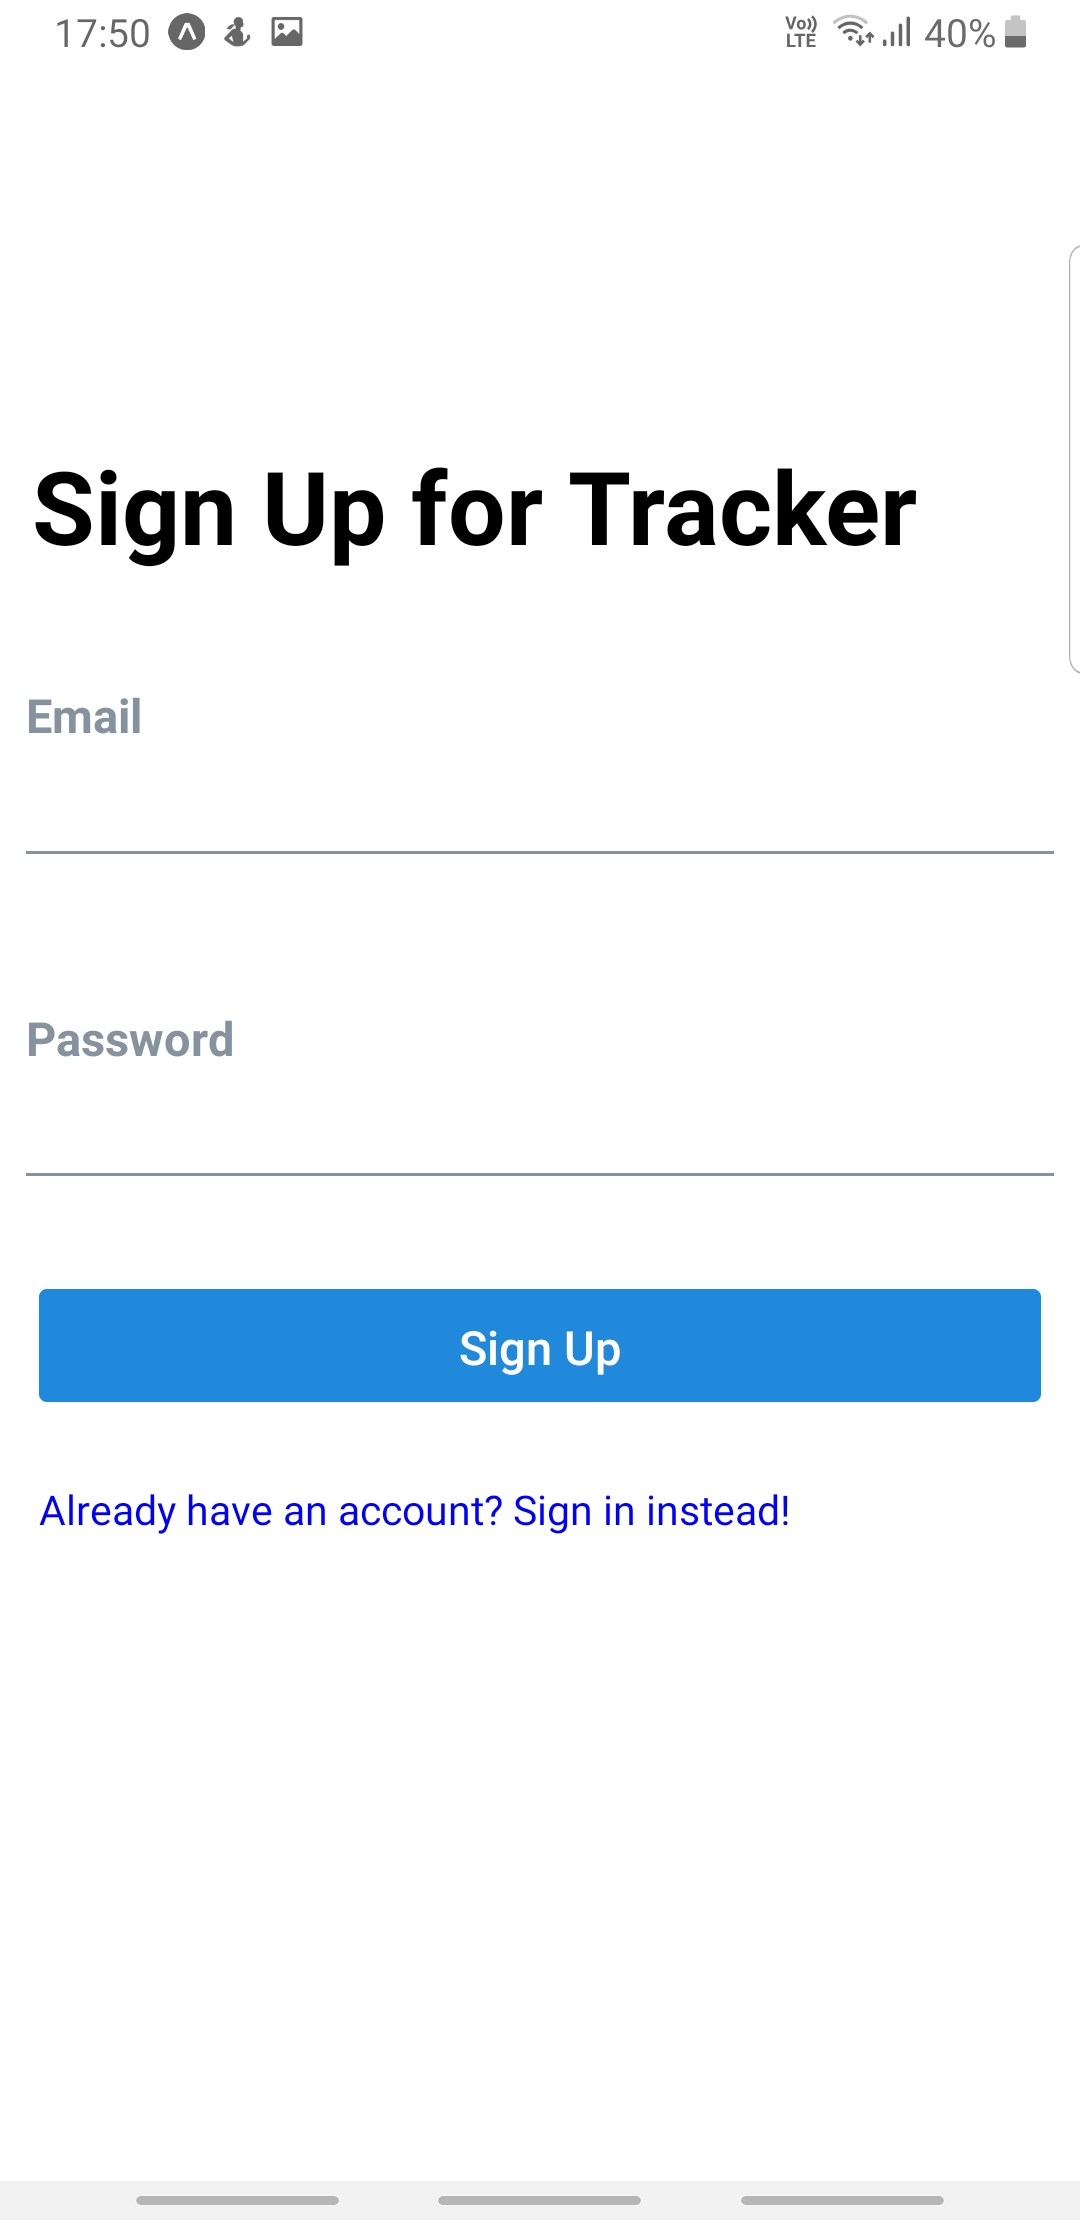 17:50 Vo)) LTE 40%
Sign Up for Tracker
Email
Password
Sign Up
Already have an account? Sign in instead!